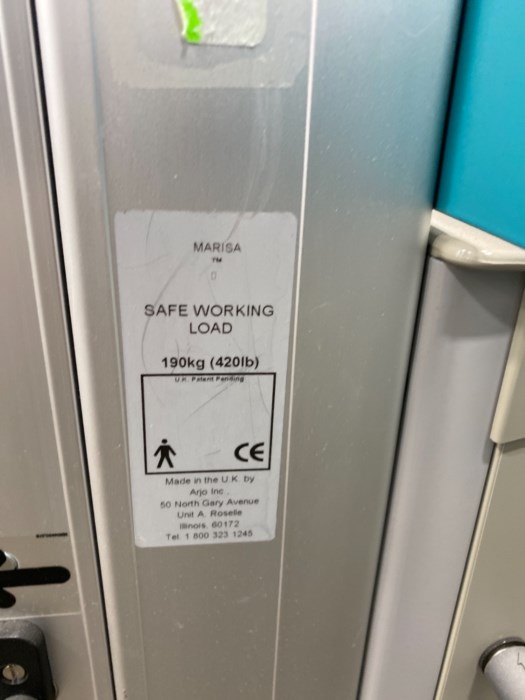 MARISA
TM
SAFE WORKING
LOAD
190kg (420lb)
U.K. Patent Pending
CE
Made in the U.K. by
Arjo Inc.,
50 North Gary Avenue
Unit A, Roselle
Illinois, 60172
Tel. 1 800 323 1245